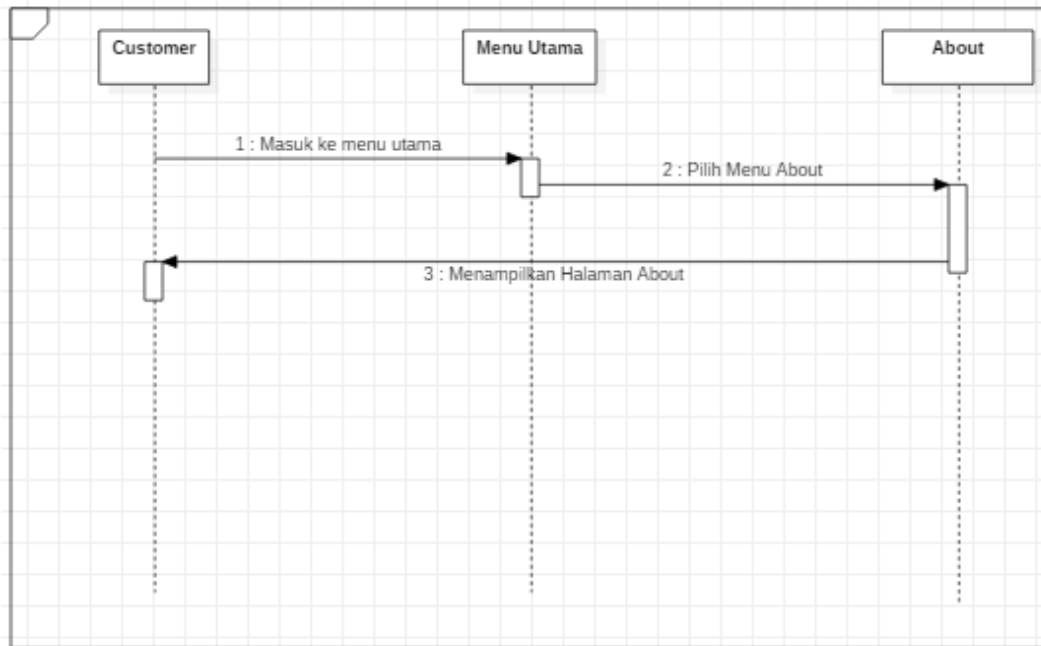 Customer
Menu Utama
About
1 : Masuk ke menu utama
2 : Pilih Menu About
3 : Menampilkan Halaman About